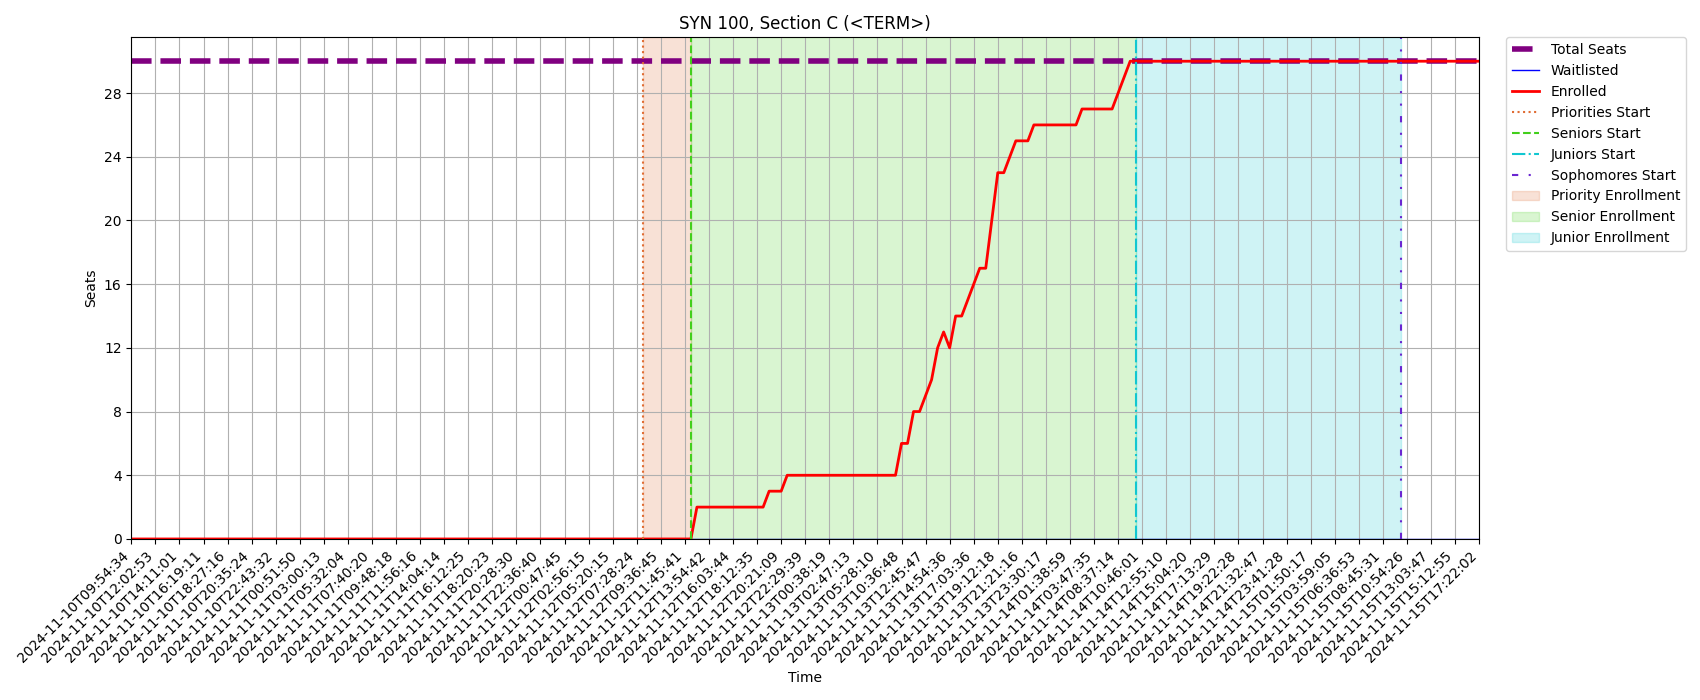 SYN 100, Section C (<TERM>)
Total Seats
Waitlisted
Enrolled
Priorities Start
Seniors Start
Juniors Start
Sophomores Start
Priority Enrollment
Senior Enrollment
Junior Enrollment
Seats
28
24
20
16
12
8
4
0
2024-11-10T09:54:34
2024-11-10T12:02:53
2024-11-10T14:11:01
2024-11-10T16:19:11
2024-11-10T18:27:16
2024-11-10T20:35:24
2024-11-10T22:43:32
2024-11-11T00:51:50
2024-11-11T03:00:13
2024-11-11T05:32:04
2024-11-11T07:40:20
2024-11-11T09:48:18
2024-11-11T11:56:16
2024-11-11T14:04:14
2024-11-11T16:12:25
2024-11-11T18:20:23
2024-11-11T20:28:30
2024-11-11T22:36:40
2024-11-12T00:47:45
2024-11-12T02:56:15
2024-11-12T05:20:15
2024-11-12T07:28:24
2024-11-12T09:36:45
2024-11-12T11:45:41
2024-11-12T13:54:42
2024-11-12T16:03:44
2024-11-12T18:12:35
2024-11-12T20:21:09
2024-11-12T22:29:39
2024-11-13T00:38:19
2024-11-13T02:47:13
2024-11-13T05:28:10
2024-11-13T10:36:48
2024-11-13T12:45:47
2024-11-13T14:54:36
2024-11-13T17:03:36
2024-11-13T19:12:18
2024-11-13T21:21:16
2024-11-13T23:30:17
2024-11-14T01:38:59
2024-11-14T03:47:35
2024-11-14T08:37:14
2024-11-14T10:46:01
2024-11-14T12:55:10
2024-11-14T15:04:20
2024-11-14T17:13:29
2024-11-14T19:22:28
2024-11-14T21:32:47
2024-11-14T23:41:28
2024-11-15T01:50:17
2024-11-15T03:59:05
2024-11-15T06:36:53
2024-11-15T08:45:31
2024-11-15T10:54:26
2024-11-15T13:03:47
2024-11-15T15:12:55
2024-11-15T17:22:02
Time